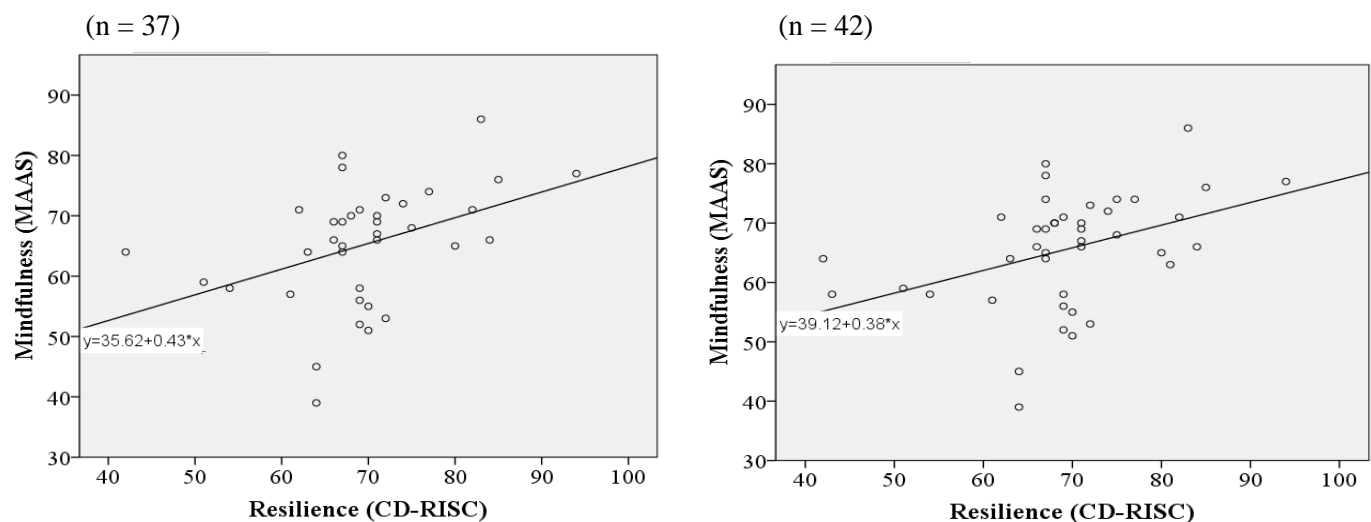 (n = 37)
90
80
70
60
50
40
30
Mindfulness (MAAS)
y=35.62+0.43*x
40 50 60 70 80 90 100
Resilience (CD-RISC)
(n = 42)
90
80
70
60
50
40
30
Mindfulness (MAAS)
y=39.12+0.38*x
40 50 60 70 80 90 100
Resilience (CD-RISC)